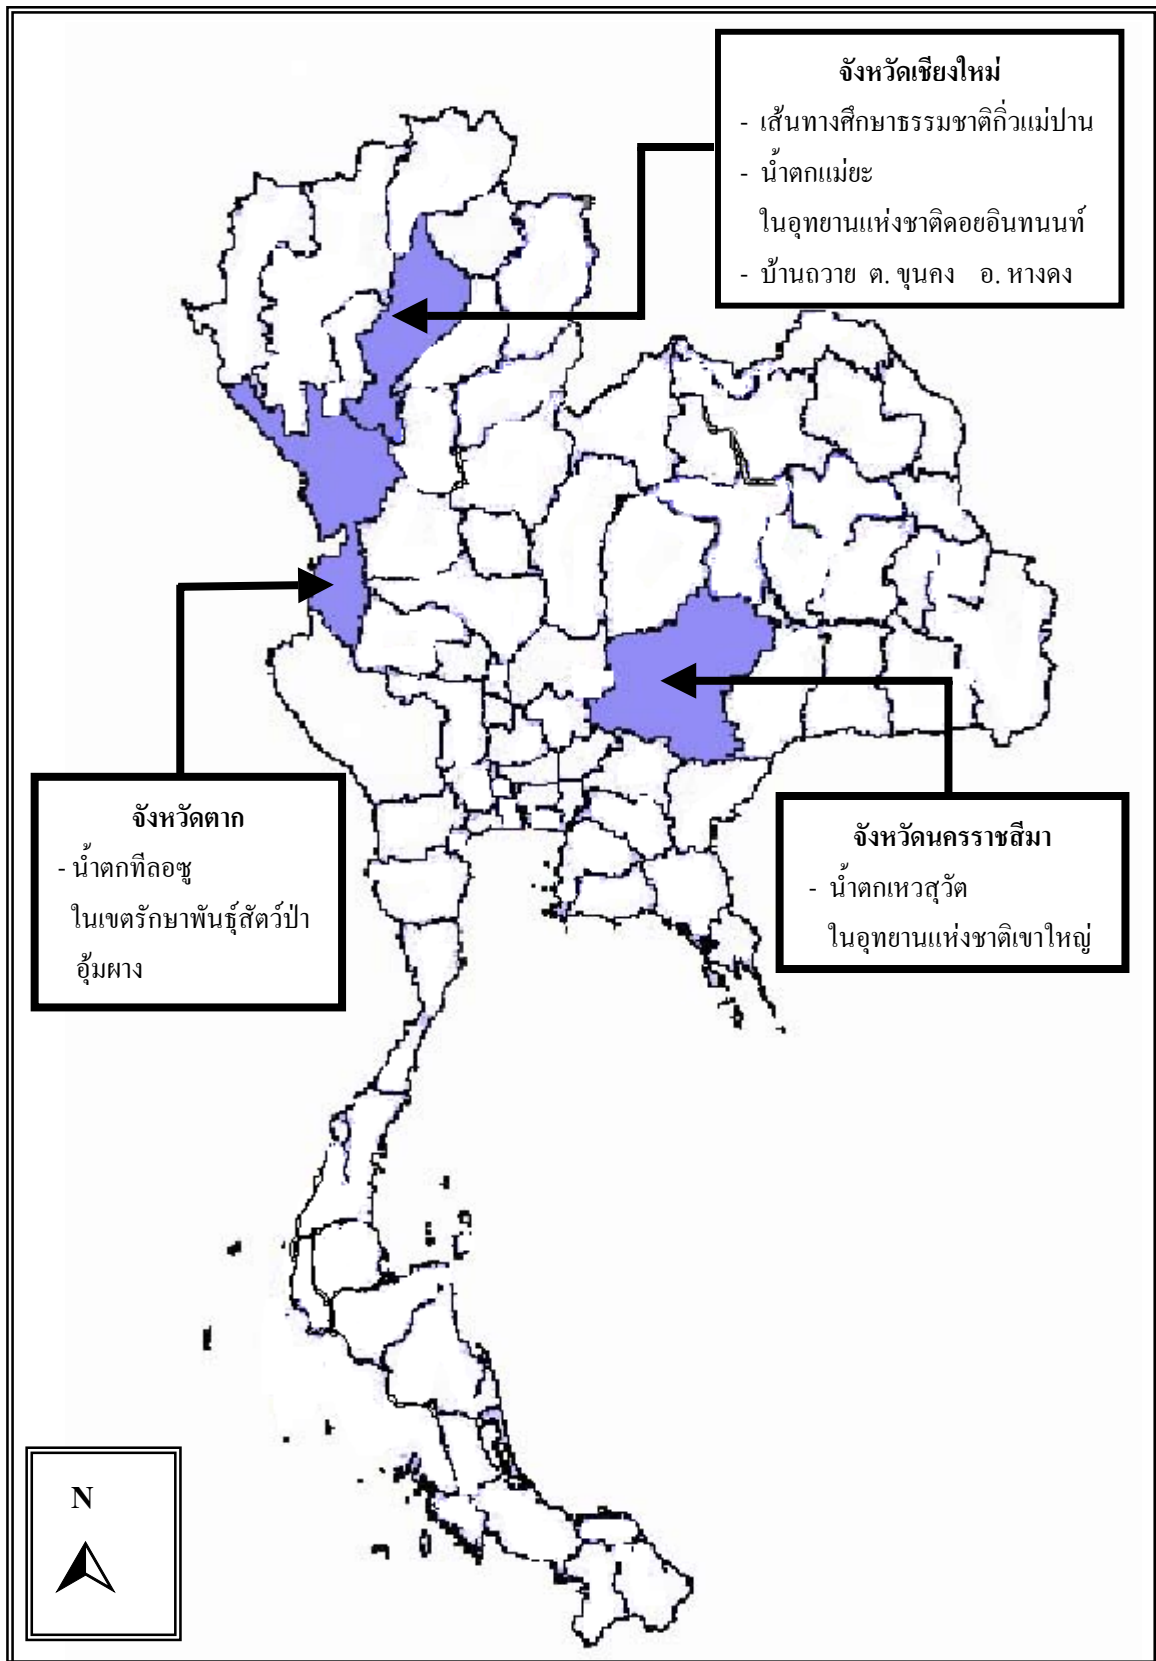 จังหวัดเชียงใหม่
- เส้นทางศึกษาธรรมชาติกิ่วแม่ปาน
- น้ำตกแม่ยะ
ในอุทยานแห่งชาติดอยอินทนนท์
- บ้านถวาย ต. ขุนคง อ. หางดง
จังหวัดตาก
- น้ำตกทีลอซู
ในเขตรักษาพันธุ์สัตว์ป่า
อุ้มผาง
จังหวัดนครราชสีมา
- น้ำตกเหวสุวัต
ในอุทยานแห่งชาติเขาใหญ่
N